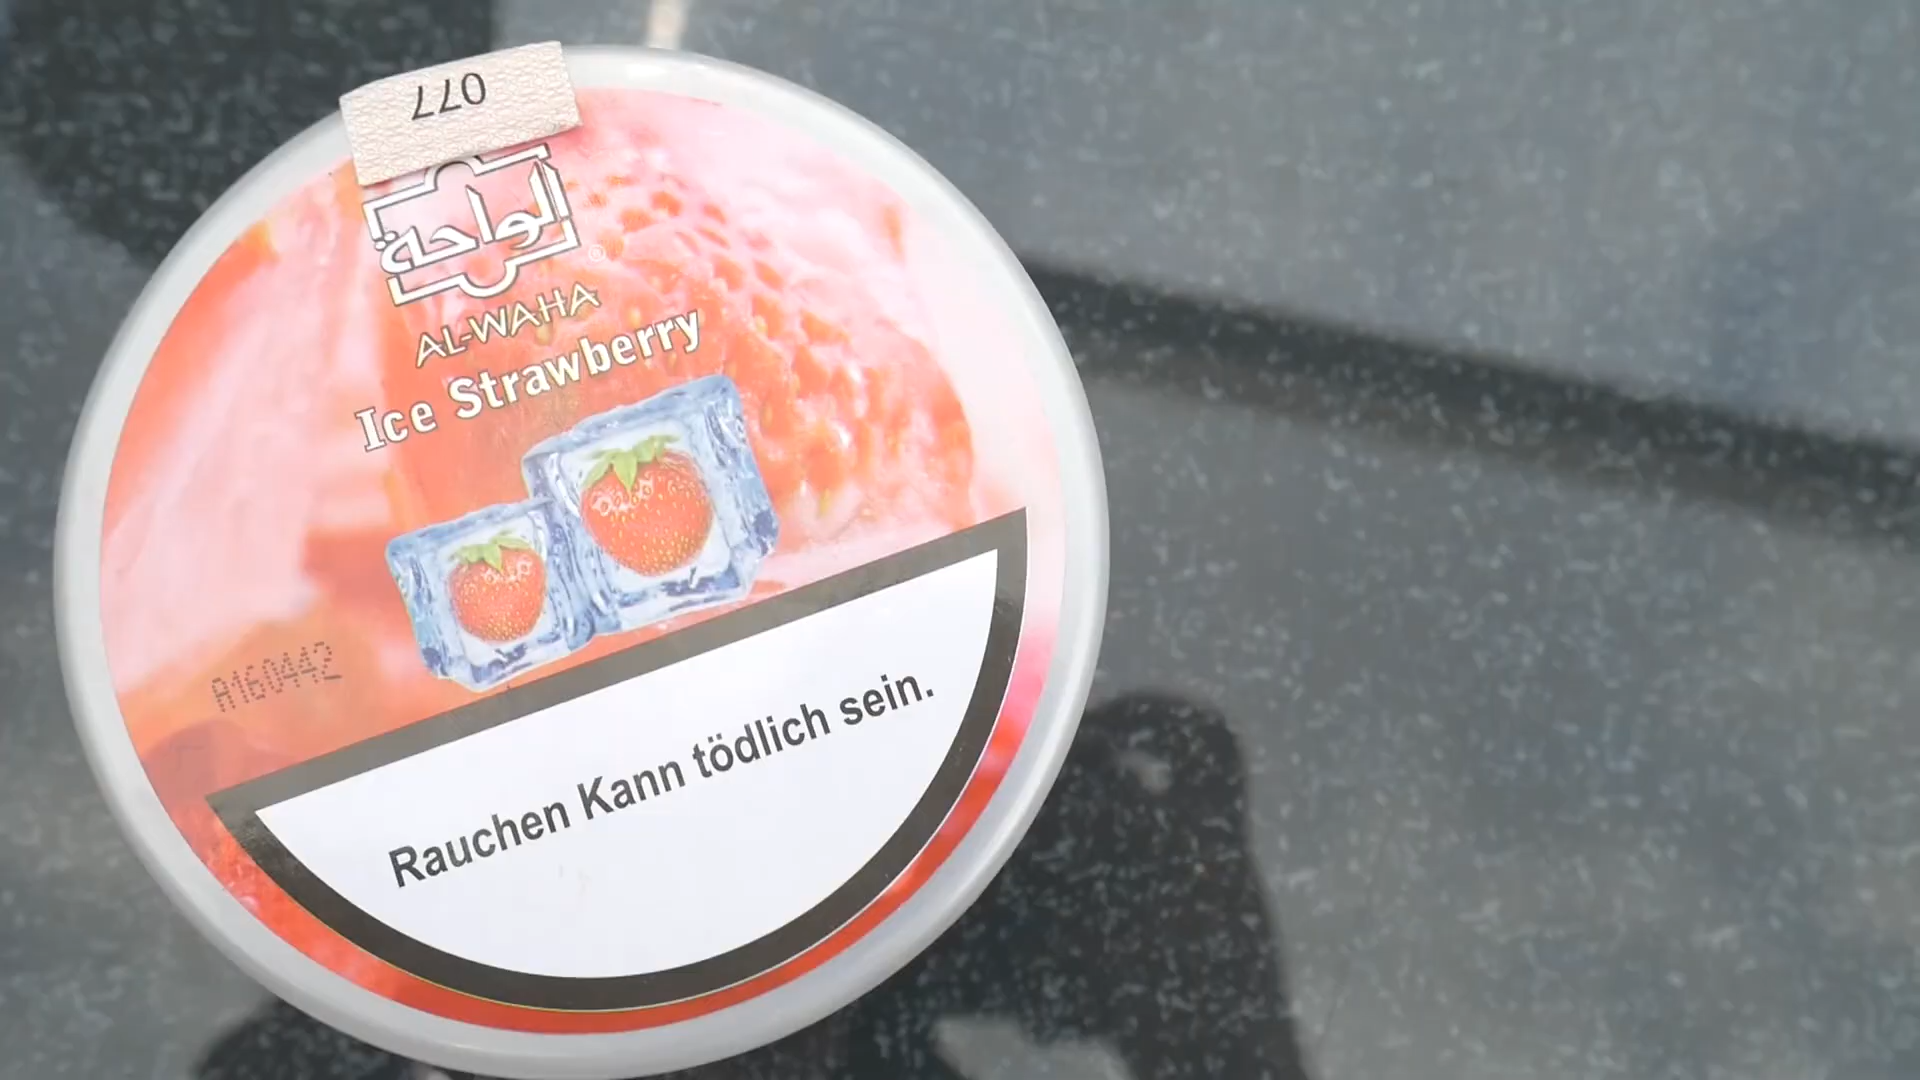 077
الواحة
®
AL-WAHA
Ice Strawberry
A160442
Rauchen Kann tödlich sein.